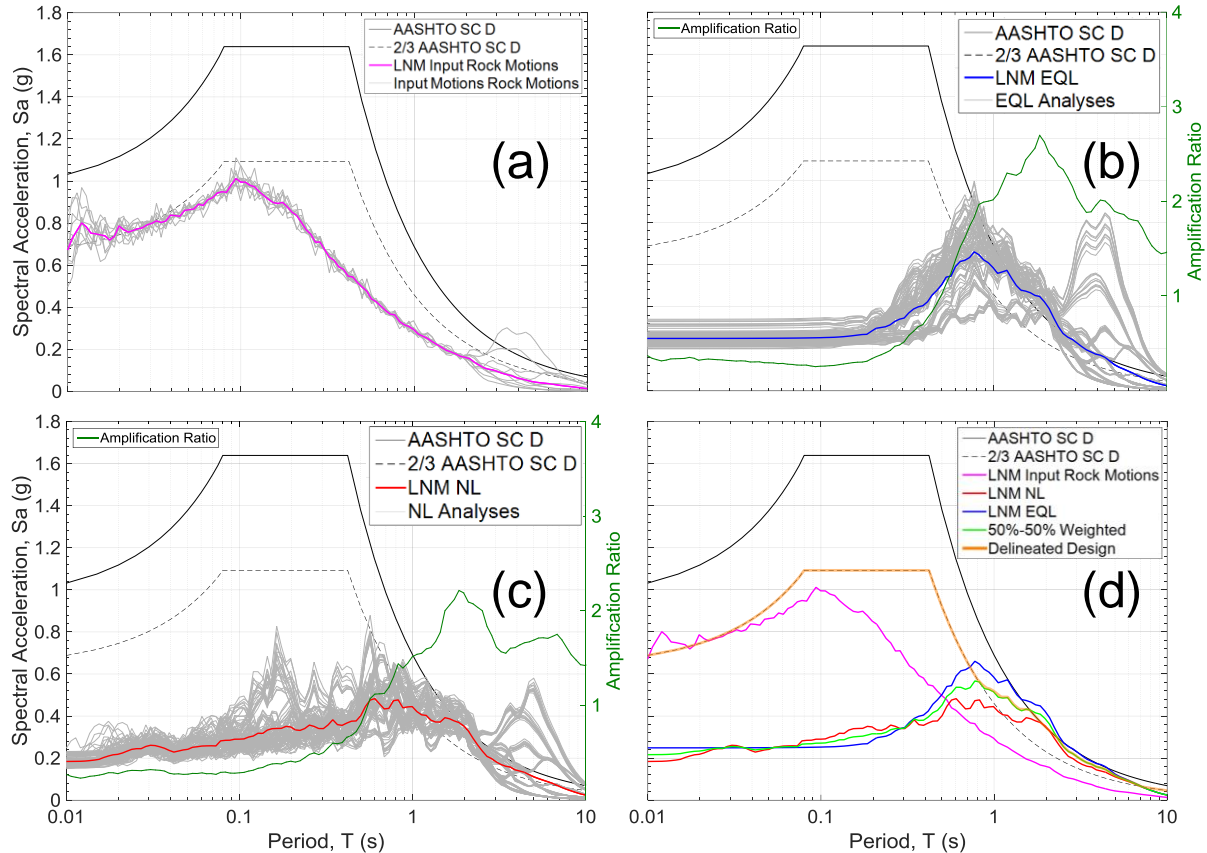 1.8
1.6
1.4
1.2
1
0.8
0.6
0.4
0.2
0
Spectral Acceleration, Sa (g)
AASHTO SC D
2/3 AASHTO SC D
LNM Input Rock Motions
Input Motions Rock Motions
(a)
Amplification Ratio
AASHTO SC D
2/3 AASHTO SC D
LNM EQL
EQL Analyses
(b)
4
3
2
1
Amplification Ratio
1.8
1.6
1.4
1.2
1
0.8
0.6
0.4
0.2
0
Spectral Acceleration, Sa (g)
Amplification Ratio
AASHTO SC D
2/3 AASHTO SC D
LNM NL
NL Analyses
(c)
4
3
2
1
Amplification Ratio
0.01
0.1
1
Period, T (s)
AASHTO SC D
2/3 AASHTO SC D
LNM Input Rock Motions
LNM NL
LNM EQL
50%-50% Weighted
Delineated Design
(d)
0.01
0.1
1
10
Period, T (s)